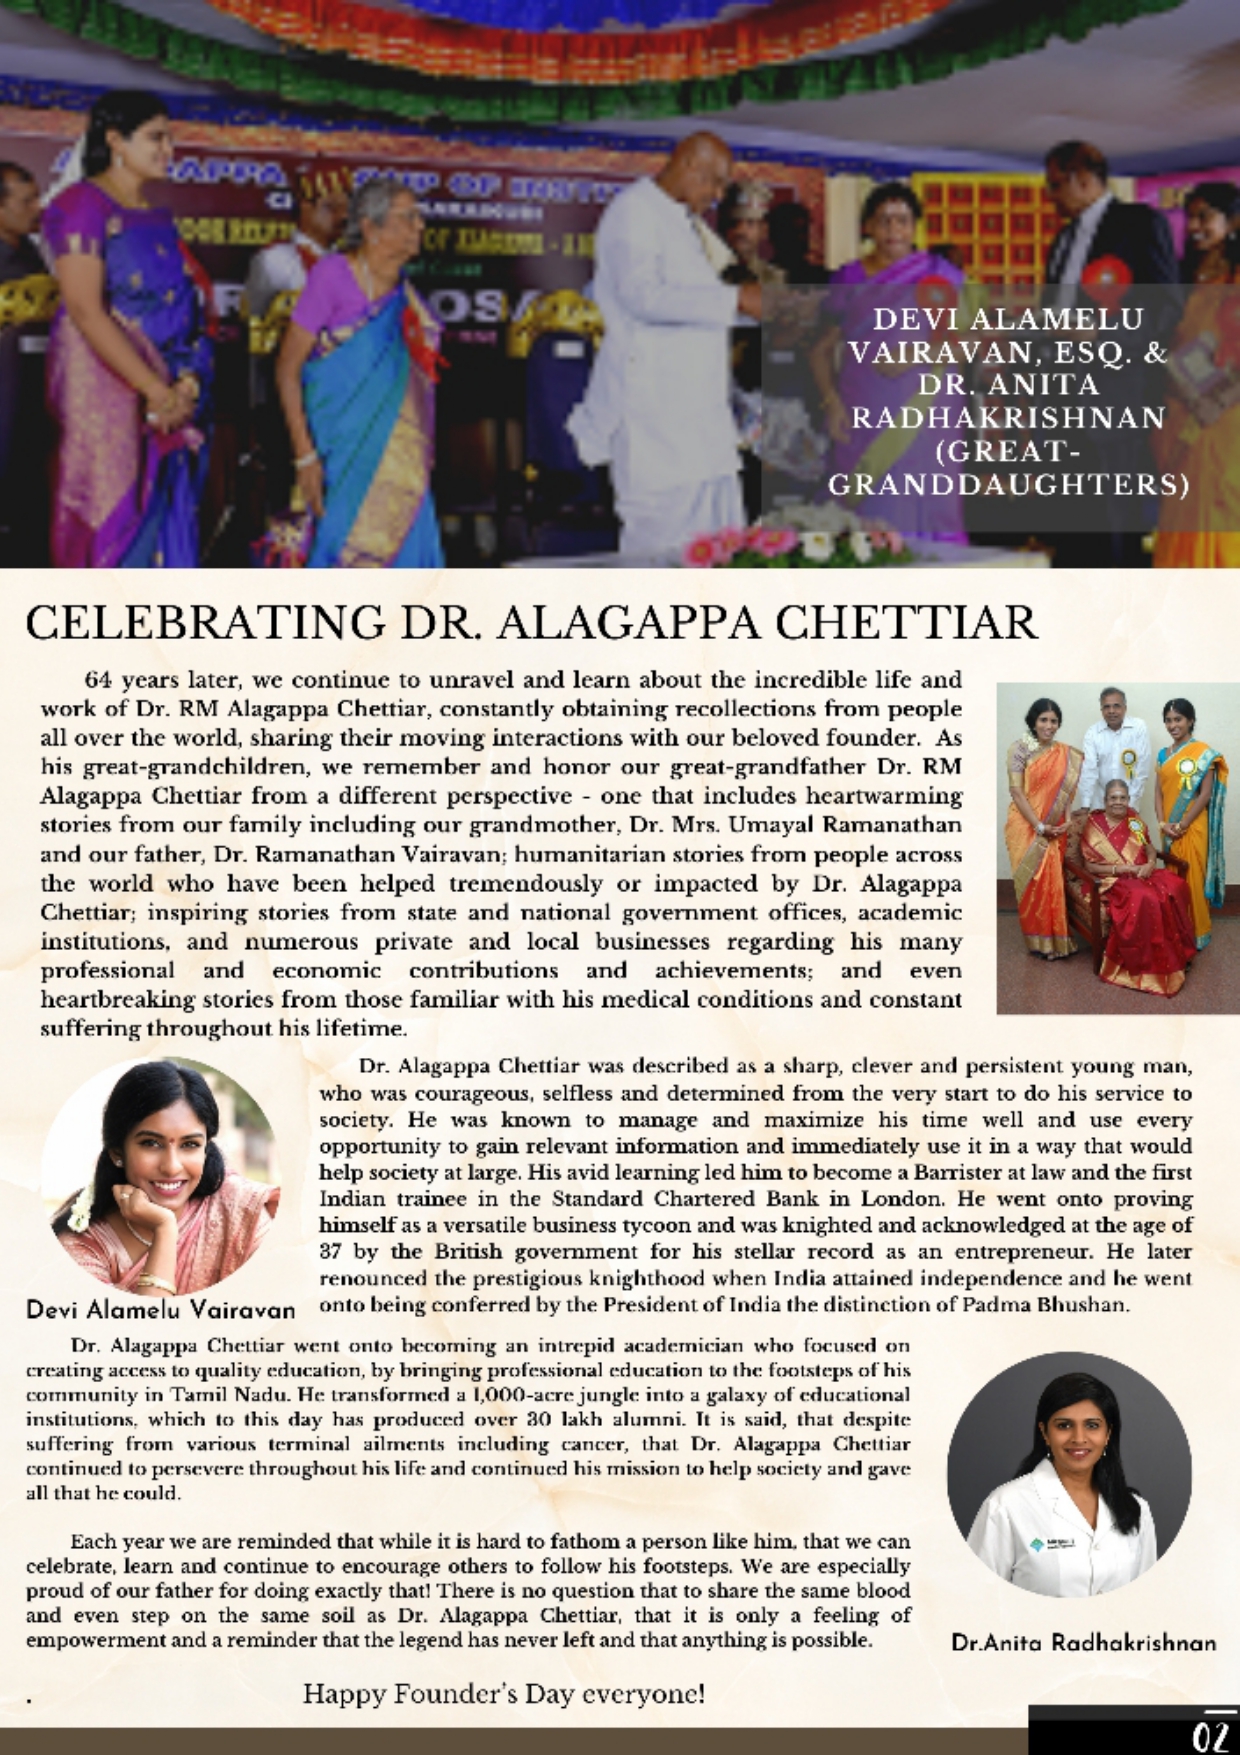 GROUP OF INSTIT
DEVI ALAMELU
VAIRAVAN, ESQ. &
DR. ANITA
RADHAKRISHNAN
(GREAT-
GRANDDAUGHTERS)
CELEBRATING DR. ALAGAPPA CHETTIAR
64 years later, we continue to unravel and learn about the incredible life and
work of Dr. RM Alagappa Chettiar, constantly obtaining recollections from people
all over the world, sharing their moving interactions with our beloved founder. As
his great-grandchildren, we remember and honor our great-grandfather Dr. RM
Alagappa Chettiar from a different perspective - one that includes heartwarming
stories from our family including our grandmother, Dr. Mrs. Umayal Ramanathan
and our father, Dr. Ramanathan Vairavan; humanitarian stories from people across
the world who have been helped tremendously or impacted by Dr. Alagappa
Chettiar; inspiring stories from state and national government offices, academic
institutions, and numerous private and local businesses regarding his many
professional and economic contributions and achievements; and even
heartbreaking stories from those familiar with his medical conditions and constant
suffering throughout his lifetime.
Dr. Alagappa Chettiar was described as a sharp, clever and persistent young man,
who was courageous, selfless and determined from the very start to do his service to
society. He was known to manage and maximize his time well and use every
opportunity to gain relevant information and immediately use it in a way that would
help society at large. His avid learning led him to become a Barrister at law and the first
Indian trainee in the Standard Chartered Bank in London. He went onto proving
himself as a versatile business tycoon and was knighted and acknowledged at the age of
37 by the British government for his stellar record as an entrepreneur. He later
renounced the prestigious knighthood when India attained independence and he went
onto being conferred by the President of India the distinction of Padma Bhushan.
Devi Alamelu Vairavan
Dr. Alagappa Chettiar went onto becoming an intrepid academician who focused on
creating access to quality education, by bringing professional education to the footsteps of his
community in Tamil Nadu. He transformed a 1,000-acre jungle into a galaxy of educational
institutions, which to this day has produced over 30 lakh alumni. It is said, that despite
suffering from various terminal ailments including cancer, that Dr. Alagappa Chettiar
continued to persevere throughout his life and continued his mission to help society and gave
all that he could.
Each year we are reminded that while it is hard to fathom a person like him, that we can
celebrate, learn and continue to encourage others to follow his footsteps. We are especially
proud of our father for doing exactly that! There is no question that to share the same blood
and even step on the same soil as Dr. Alagappa Chettiar, that it is only a feeling of
empowerment and a reminder that the legend has never left and that anything is possible.
Dr.Anita Radhakrishnan
. Happy Founder's Day everyone!
02